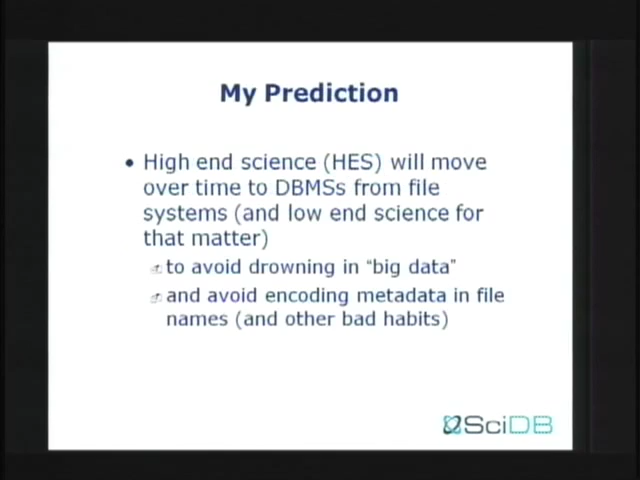 My Prediction
• High end science (HES) will move
over time to DBMSs from file
systems (and low end science for
that matter)
to avoid drowning in “big data”
and avoid encoding metadata in file
names (and other bad habits)
SciDB